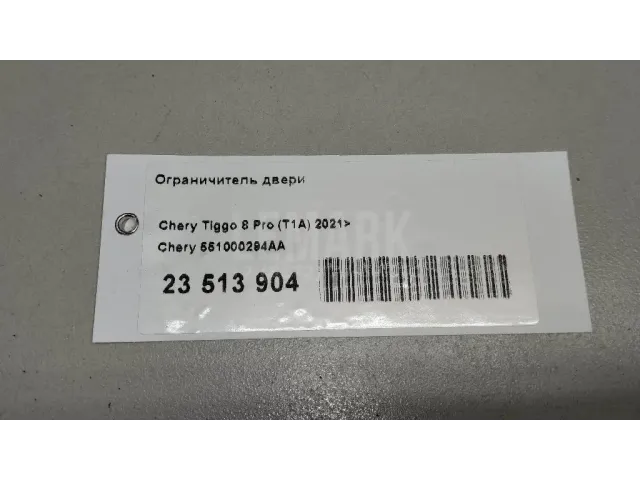 Ограничитель двери
Chery Tiggo 8 Pro (T1A) 2021>
Chery 551000294AA
23 513 904